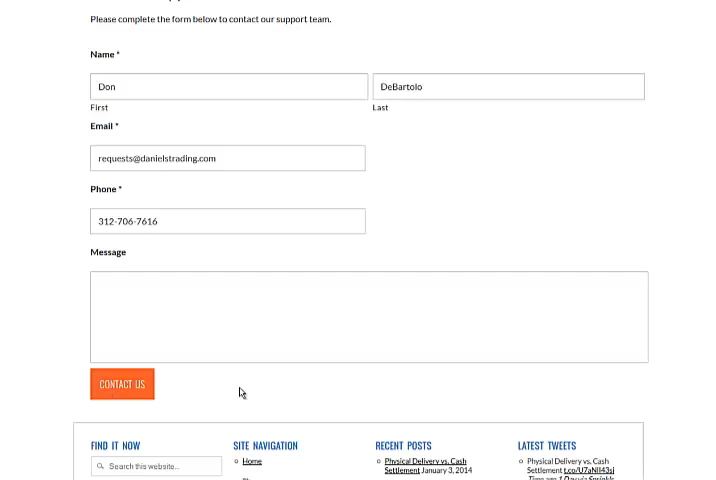 Please complete the form below to contact our support team.
Name *
Don DeBartolo
First Last
Email *
requests@danielstrading.com
Phone *
312-706-7616
Message
CONTACT US
FIND IT NOW SITE NAVIGATION RECENT POSTS LATEST TWEETS
Search this website... Home Physical Delivery vs. Cash Physical Delivery vs. Cash
Settlement January 3, 2014 Settlement t.co/U7aNII43sj